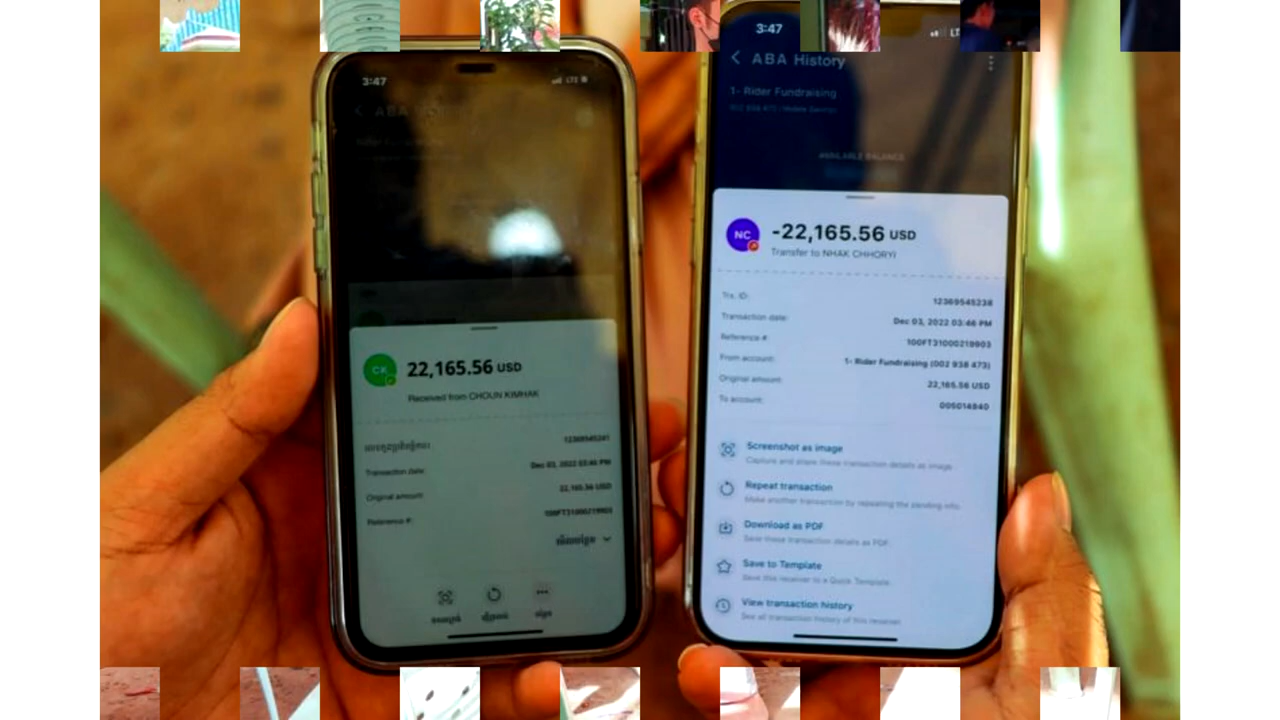 3:47
LTE
22,165.56 USD
Received from CHOUN KIMHAK
12369545241
Transaction date:
Dec 03, 2022 03:46 PM
Original amount:
22,165.56 USD
Reference #:
100FT31000219903
3:47
ABA History
1- Rider Fundraising
AVAILABLE BALANCE
NC
-22,165.56 USD
Transfer to NHAK CHHORYI
Trx. ID:
12369545238
Transaction date:
Dec 03, 2022 03:46 PM
Reference #
100FT31000219903
From account:
1- Rider Fundraising (002 938 473)
Original amount:
22,165.56 USD
To account:
005014840
Screenshot as image
Capture and share these transaction details as image.
Repeat transaction
Make another transaction by repeating the pending info.
Download as PDF
Save these transaction details as PDF.
Save to Template
Save this receiver to a Quick Template.
View transaction history
See all transaction history of this receiver.